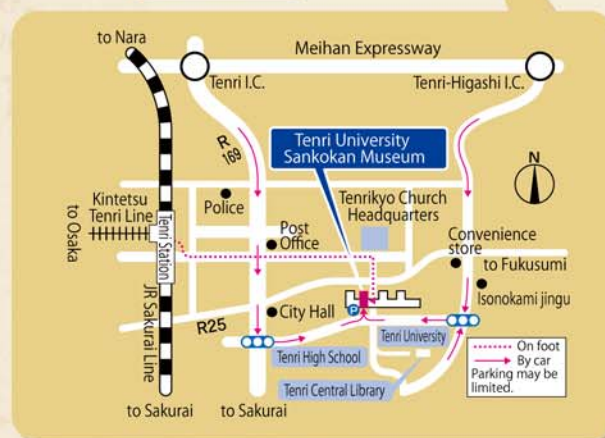 to Nara
Meihan Expressway
Tenri I.C.
Tenri-Higashi I.C.
R
169
Tenri University
Sankokan Museum
N
Kintetsu
Tenri Line
to Osaka
Tenri Station
JR Sakurai Line
Police
Post
Office
Tenrikyo Church
Headquarters
Convenience
store
to Fukusumi
Isonokami jingu
City Hall
P
R25
Tenri High School
Tenri University
Tenri Central Library
On foot
By car
Parking may be
limited.
to Sakurai
to Sakurai